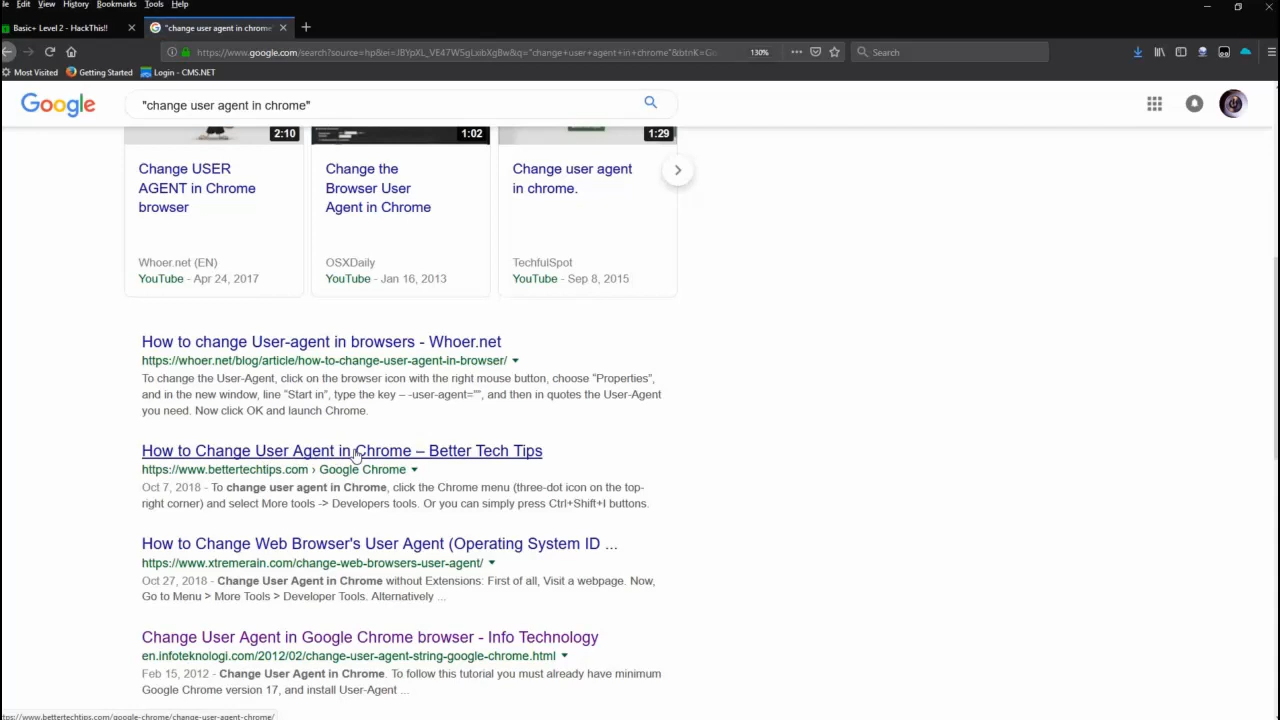 Edit View History Bookmarks Tools Help
Basic+ Level 2 - HackThis!! × "change user agent in chrome" × +
130% Search
Most Visited Getting Started Login - CMS.NET
Google "change user agent in chrome"
2:10 1:02 1:29
Change USER
AGENT in Chrome
browser
Whoer.net (EN)
YouTube - Apr 24, 2017
Change the
Browser User
Agent in Chrome
OSXDaily
YouTube - Jan 16, 2013
Change user agent
in chrome.
TechfulSpot
YouTube - Sep 8, 2015
How to change User-agent in browsers - Whoer.net
https://whoer.net/blog/article/how-to-change-user-agent-in-browser/
To change the User-Agent, click on the browser icon with the right mouse button, choose “Properties”,
and in the new window, line “Start in”, type the key – -user-agent=””, and then in quotes the User-Agent
you need. Now click OK and launch Chrome.
How to Change User Agent in Chrome – Better Tech Tips
https://www.bettertechtips.com › Google Chrome
Oct 7, 2018 - To change user agent in Chrome, click the Chrome menu (three-dot icon on the top-
right corner) and select More tools -> Developers tools. Or you can simply press Ctrl+Shift+I buttons.
How to Change Web Browser's User Agent (Operating System ID ...
https://www.xtremerain.com/change-web-browsers-user-agent/
Oct 27, 2018 - Change User Agent in Chrome without Extensions: First of all, Visit a webpage. Now,
Go to Menu > More Tools > Developer Tools. Alternatively ...
Change User Agent in Google Chrome browser - Info Technology
en.infoteknologi.com/2012/02/change-user-agent-string-google-chrome.html
Feb 15, 2012 - Change User Agent in Chrome. To follow this tutorial you must already have minimum
Google Chrome version 17, and install User-Agent ...
ttps://www.bettertechtips.com/google-chrome/change-user-agent-chrome/